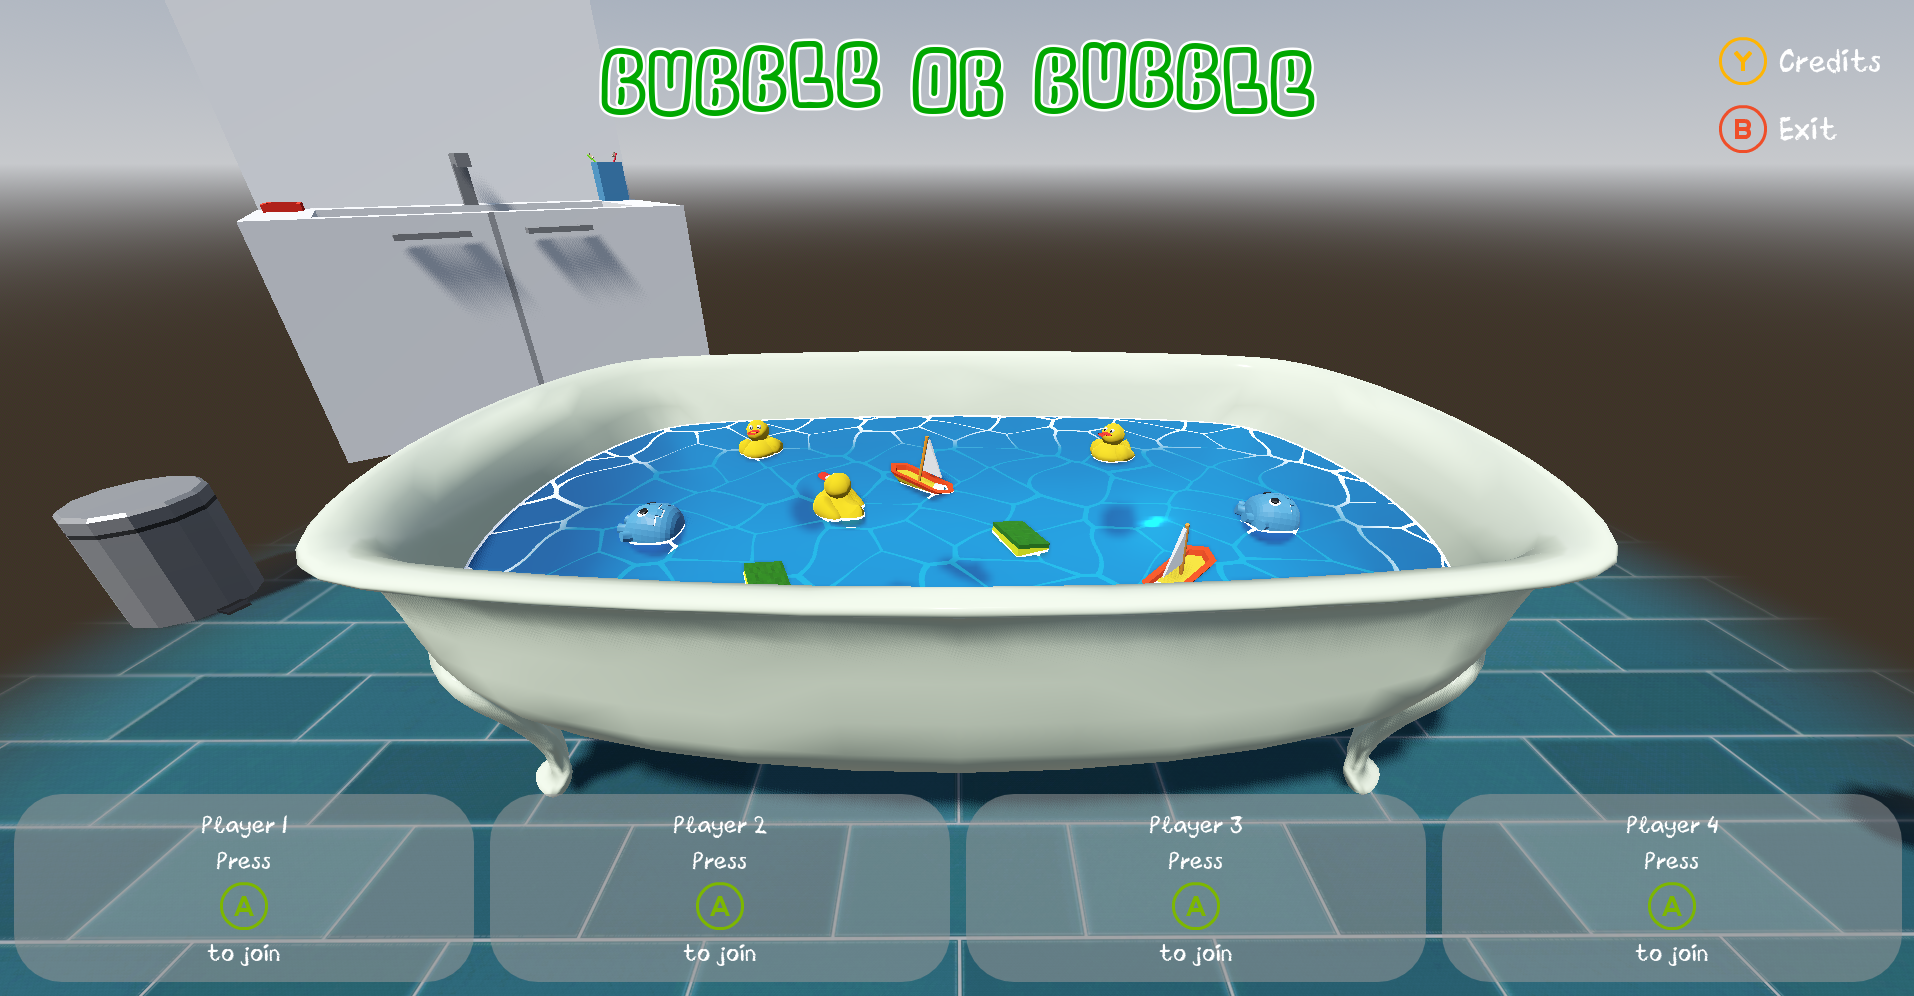 BUBBLE OR BUBBLE
Y Credits
B Exit
Player 1
Press
A
to join
Player 2
Press
A
to join
Player 3
Press
A
to join
Player 4
Press
A
to join